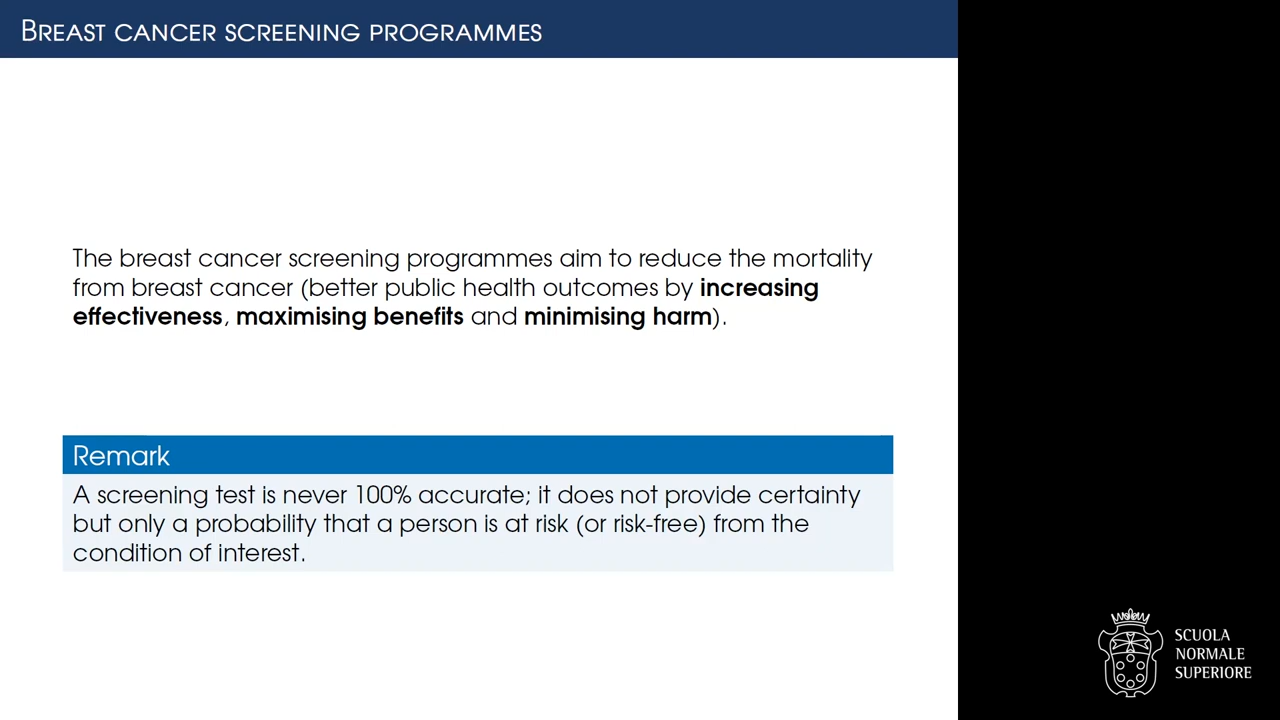 BREAST CANCER SCREENING PROGRAMMES
The breast cancer screening programmes aim to reduce the mortality
from breast cancer (better public health outcomes by increasing
effectiveness, maximising benefits and minimising harm).
Remark
A screening test is never 100% accurate; it does not provide certainty
but only a probability that a person is at risk (or risk-free) from the
condition of interest.
SCUOLA
NORMALE
SUPERIORE